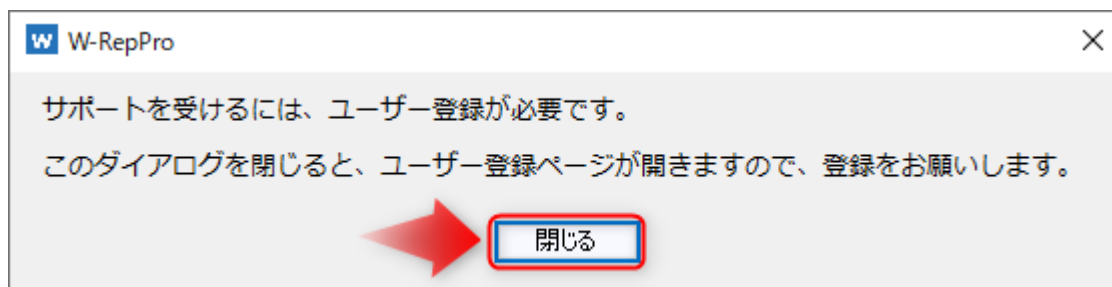 W W-RepPro
サポートを受けるには、ユーザー登録が必要です。
このダイアログを閉じると、ユーザー登録ページが開きますので、登録をお願いします。
閉じる